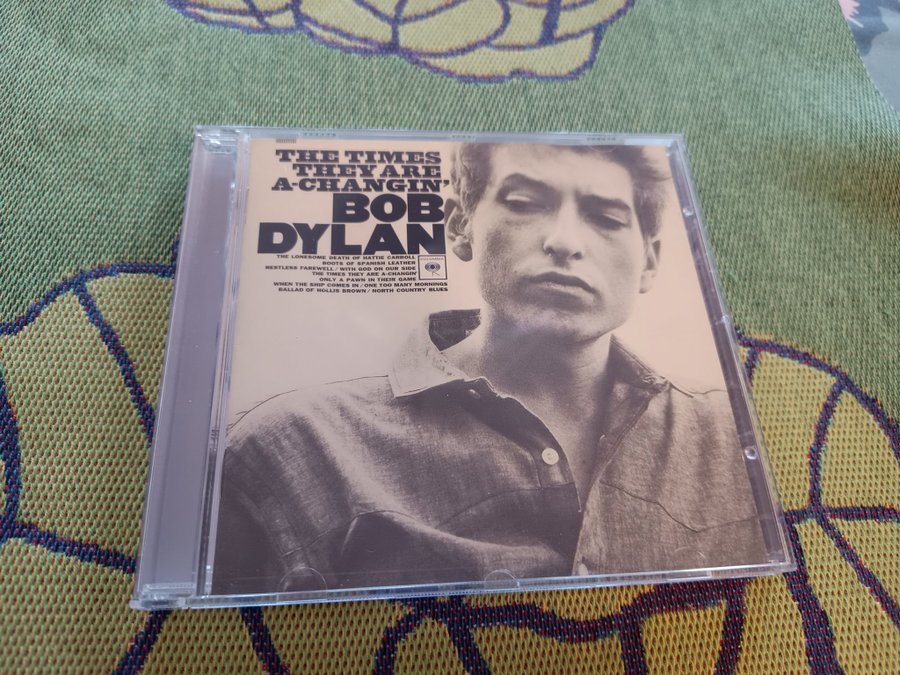 THE TIMES
THEY ARE
A-CHANGIN'
BOB
DYLAN
THE LONESOME DEATH OF HATTIE CARROLL
BOOTS OF SPANISH LEATHER
RESTLESS FAREWELL / WITH GOD ON OUR SIDE
THE TIMES THEY ARE A-CHANGIN'
ONLY A PAWN IN THEIR GAME
WHEN THE SHIP COMES IN / ONE TOO MANY MORNINGS
BALLAD OF HOLLIS BROWN / NORTH COUNTRY BLUES
COLUMBIA